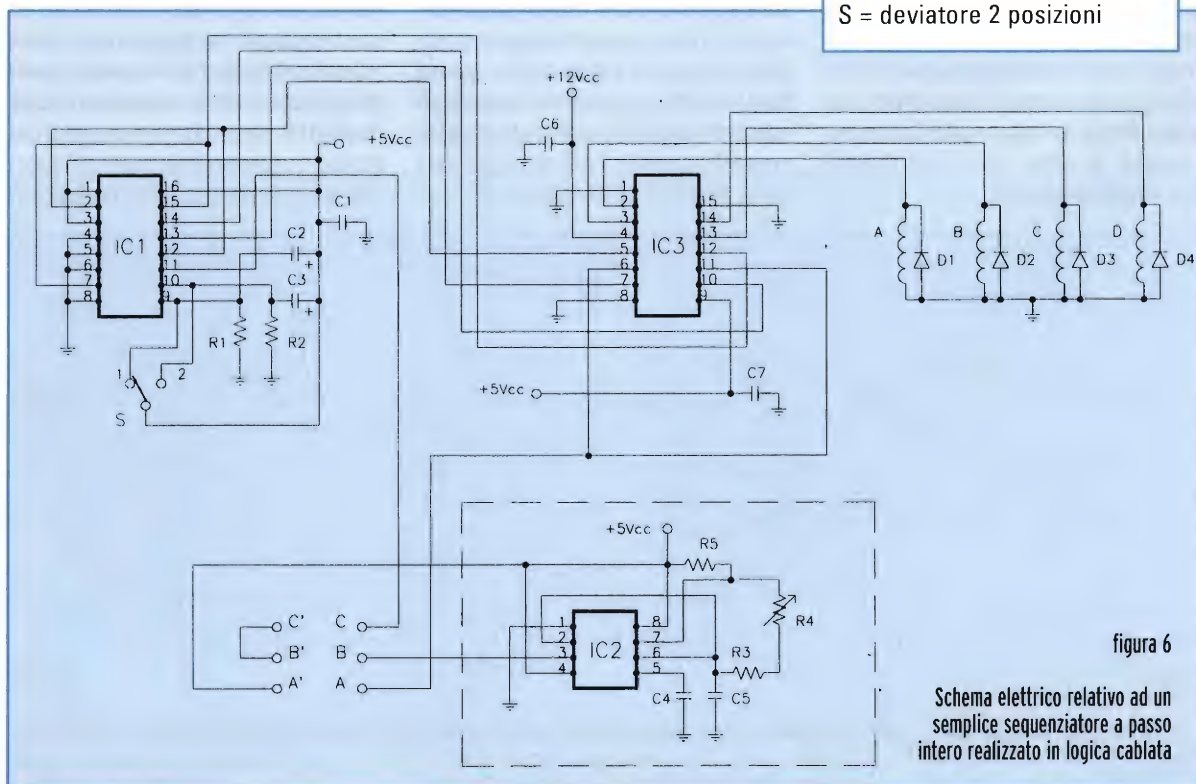 S = deviatore 2 posizioni
+12Vcc
C6
+5Vcc
C1
1 2 3 4 5 6 7 8
IC1
16 15 14 13 12 11 10 9
C2
+
C3
+
R1
R2
1
2
S
1 2 3 4 5 6 7 8
IC3
15 14 13 12 11 10 9
A
D1
B
D2
C
D3
D
D4
+5Vcc
C7
+5Vcc
R5
R4
R3
1 2 3 4
IC2
8 7 6 5
C4
C5
C' C
B' B
A' A
figura 6
Schema elettrico relativo ad un
semplice sequenziatore a passo
intero realizzato in logica cablata